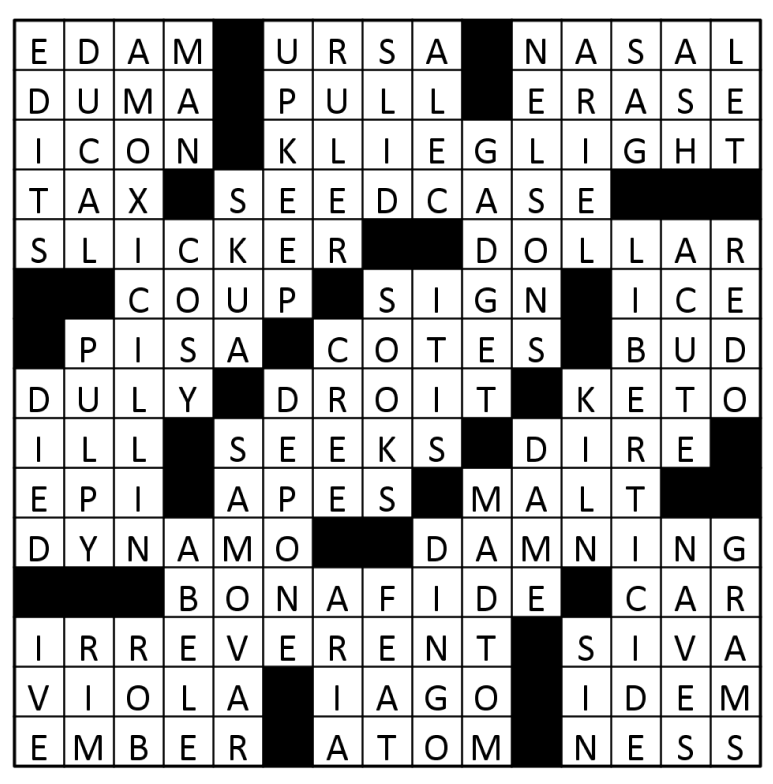 EDAM URSA NASAL
DUMA PULL ERASE
ICON KLIEGLIGHT
TAX SEEDCASE
SLICKER DOLLAR
COUP SIGN ICE
PISA COTES BUD
DULY DROIT KETO
ILL SEEKS DIRE
EPI APES MALT
DYNAMO DAMNING
BONAFIDE CAR
IRREVERENT SIVA
VIOLA IAGO IDEM
EMBER ATOM NESS